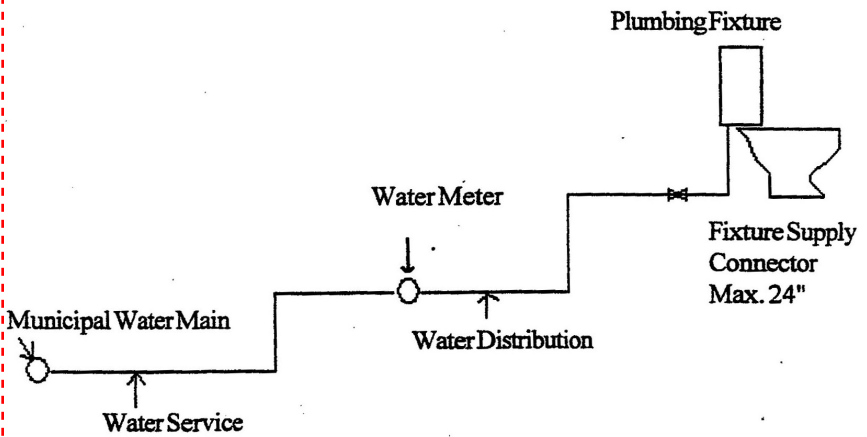 Plumbing Fixture
Water Meter
Fixture Supply
Connector
Max. 24"
Municipal Water Main
Water Distribution
Water Service